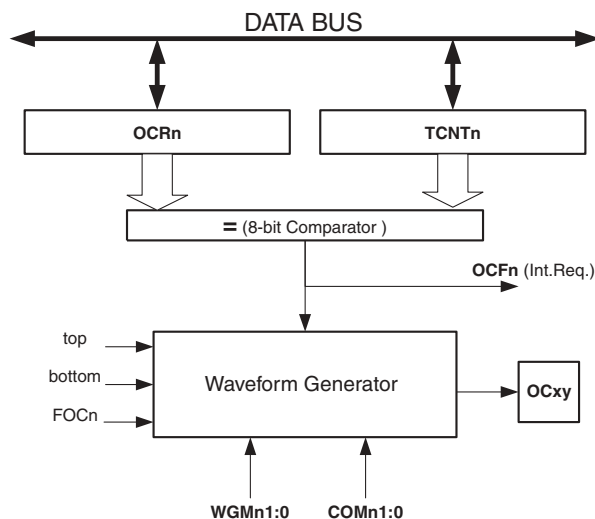 DATA BUS
OCRn
TCNTn
= (8-bit Comparator )
OCFn (Int.Req.)
top
bottom
FOCn
Waveform Generator
OCxy
WGMn1:0
COMn1:0